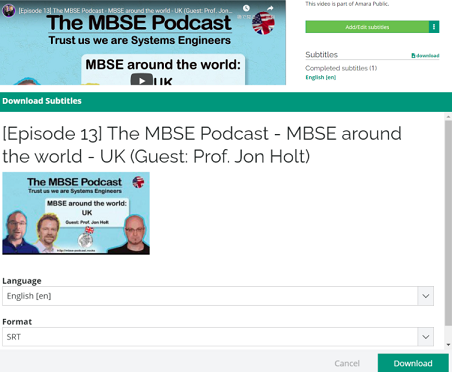 [Episode 13] The MBSE Podcast - MBSE around the world - UK (Guest: Prof. Jon...
The MBSE Podcast
Trust us we are Systems Engineers
MBSE around the world:
UK
This video is part of Amara Public.
Add/Edit subtitles
Subtitles
download
Completed subtitles (1)
English [en]
Download Subtitles
[Episode 13] The MBSE Podcast - MBSE around
the world - UK (Guest: Prof. Jon Holt)
The MBSE Podcast
Trust us we are Systems Engineers
MBSE around the world:
UK
Guest: Prof. Jon Holt
Language
English [en]
Format
SRT
Cancel
Download